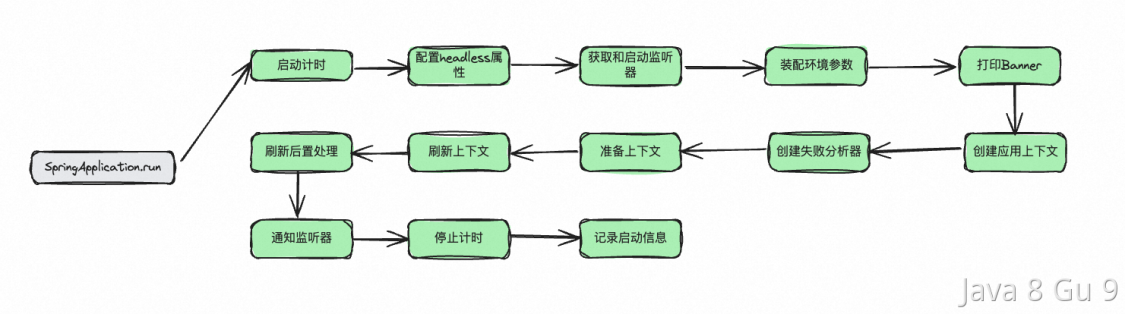 启动计时
配置headless属
性
获取和启动监听
器
装配环境参数
打印Banner
SpringApplication.run
刷新后置处理
刷新上下文
准备上下文
创建失败分析器
创建应用上下文
通知监听器
停止计时
记录启动信息
Java 8 Gu 9